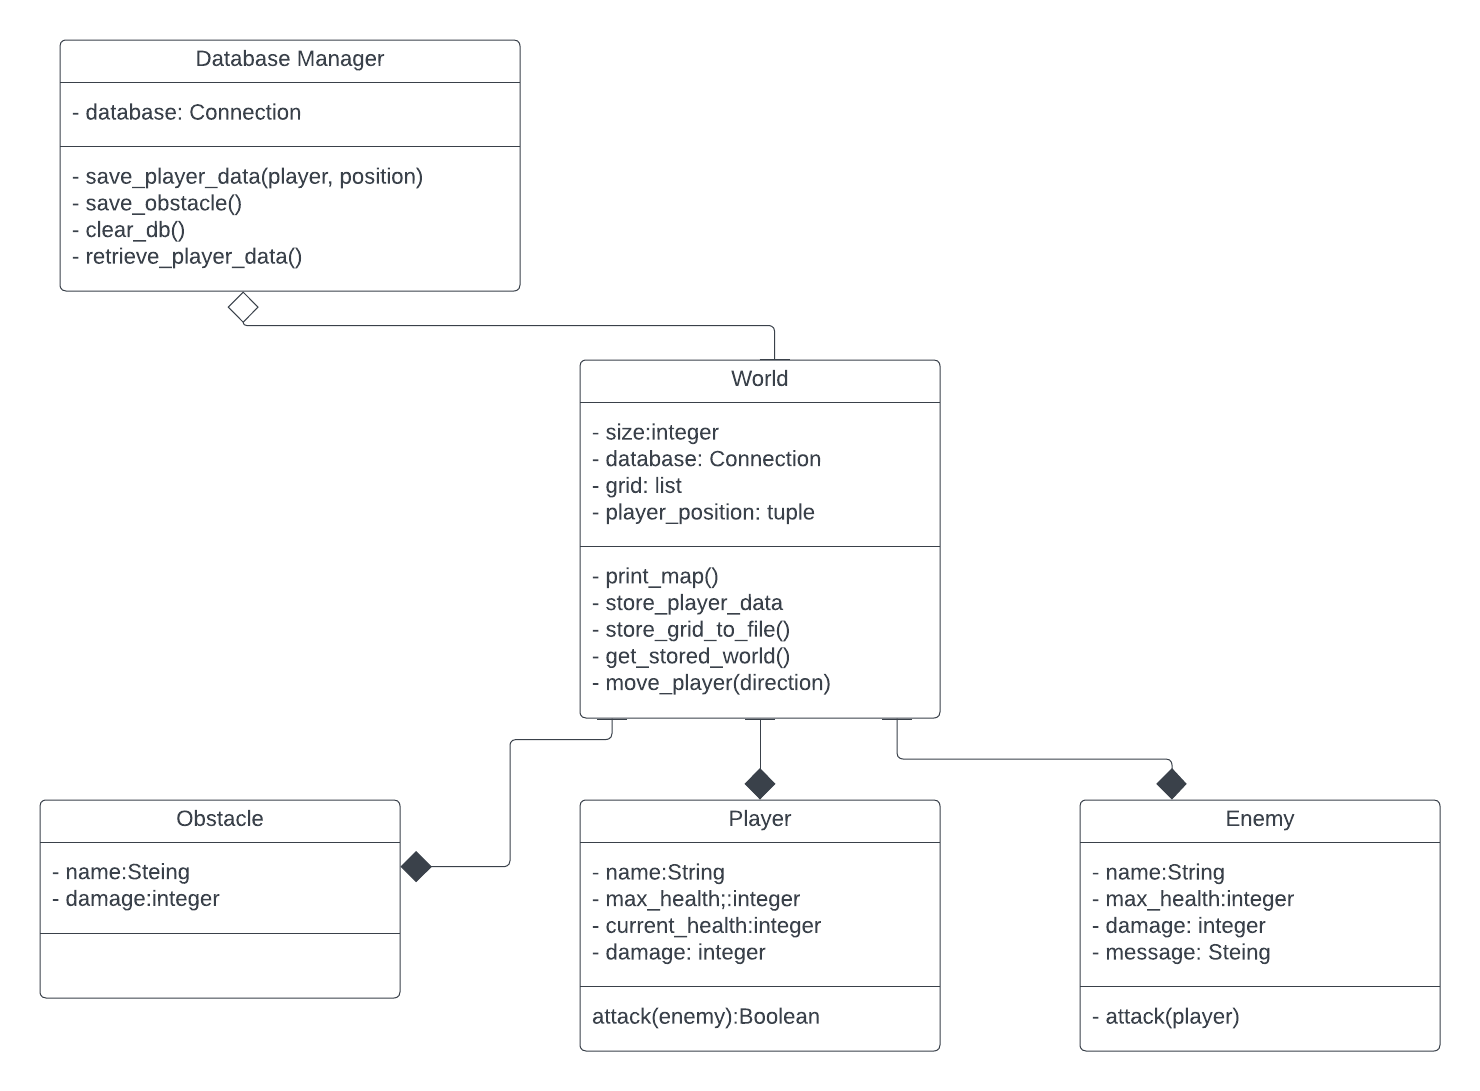 Database Manager
- database: Connection
- save_player_data(player, position)
- save_obstacle()
- clear_db()
- retrieve_player_data()
World
- size:integer
- database: Connection
- grid: list
- player_position: tuple
- print_map()
- store_player_data
- store_grid_to_file()
- get_stored_world()
- move_player(direction)
Obstacle
- name:Steing
- damage:integer
Player
- name:String
- max_health;:integer
- current_health:integer
- damage: integer
attack(enemy):Boolean
Enemy
- name:String
- max_health:integer
- damage: integer
- message: Steing
- attack(player)